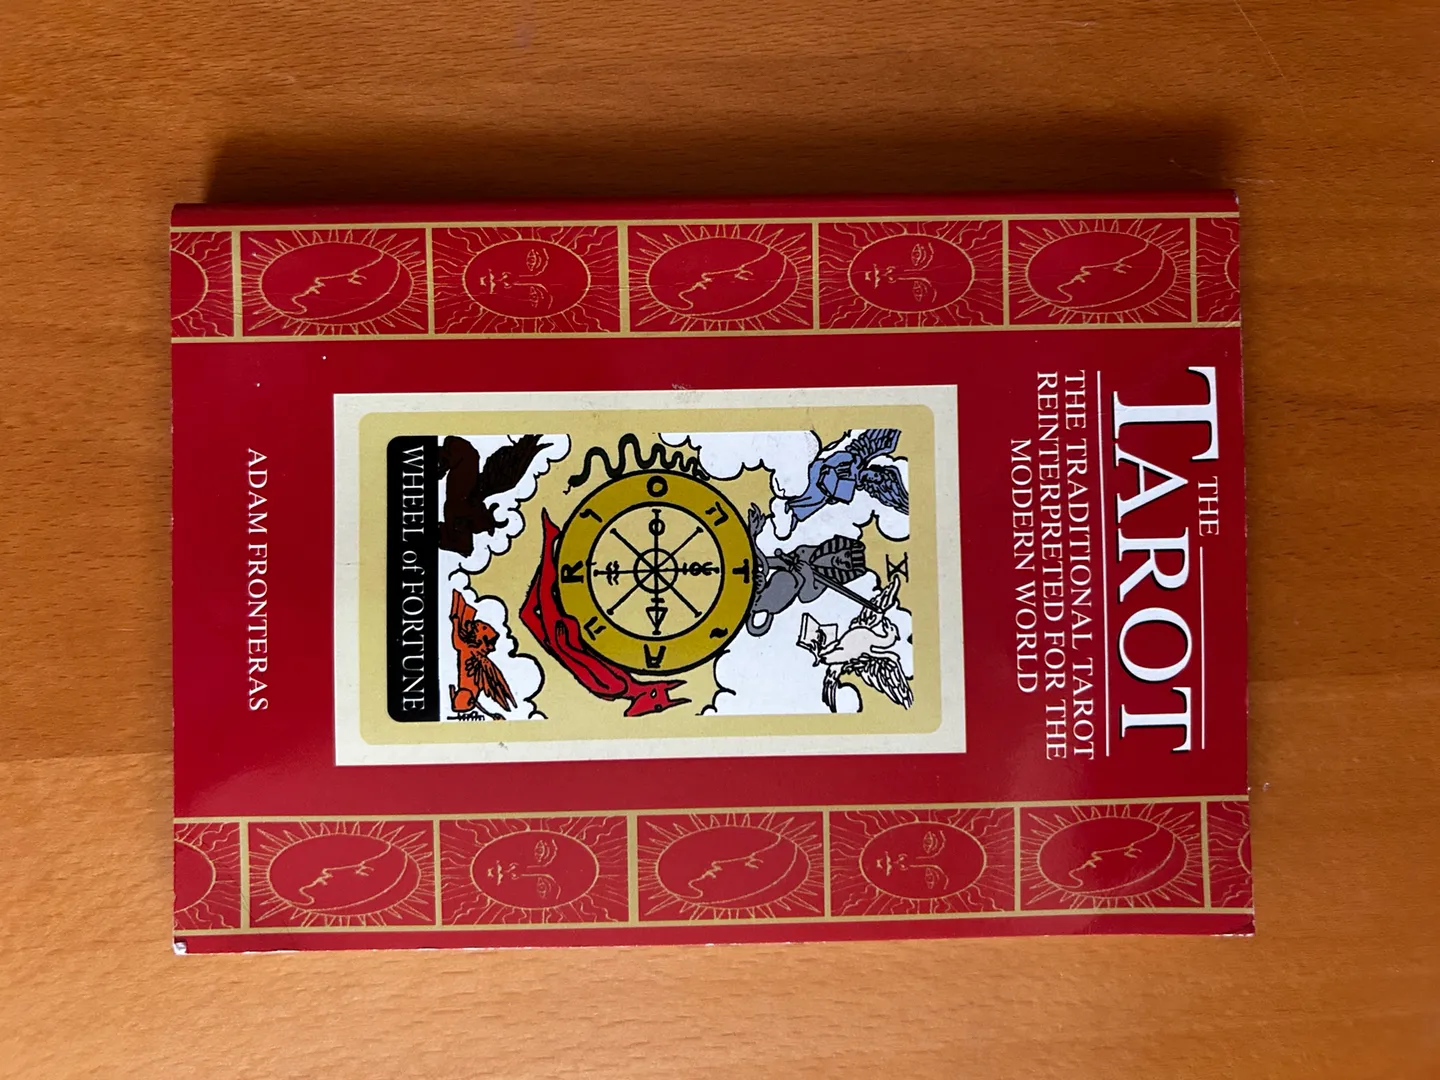 THE
TAROT
THE TRADITIONAL TAROT
REINTERPRETED FOR THE
MODERN WORLD
X
T
ה י
O A
ו ה
R
WHEEL of FORTUNE
ADAM FRONTERAS